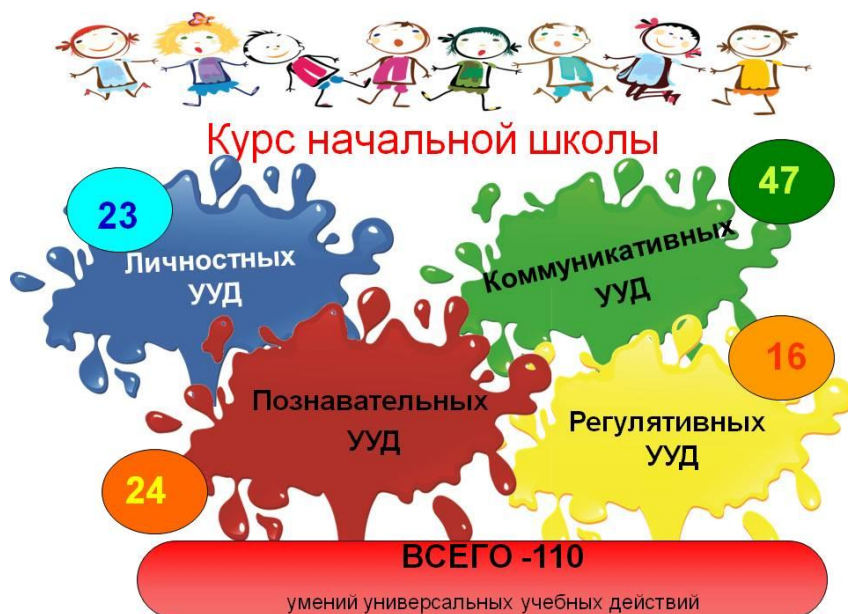 Курс начальной школы
23
Личностных
УУД
47
Коммуникативных
УУД
24
Познавательных
УУД
16
Регулятивных
УУД
ВСЕГО -110
умений универсальных учебных действий